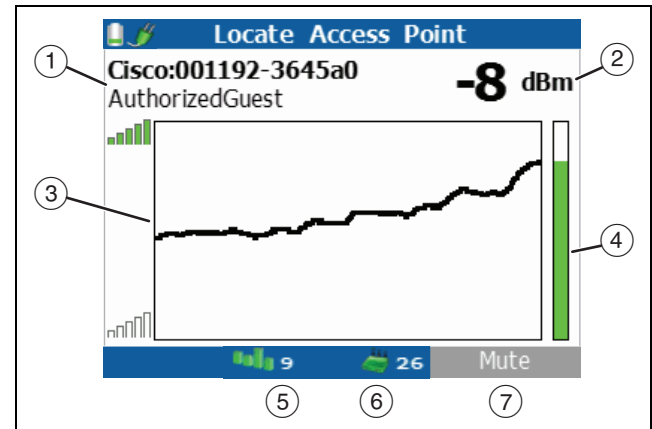 Locate Access Point
1
Cisco:001192-3645a0
-8 dBm
2
AuthorizedGuest
3
4
9
26
Mute
5
6
7